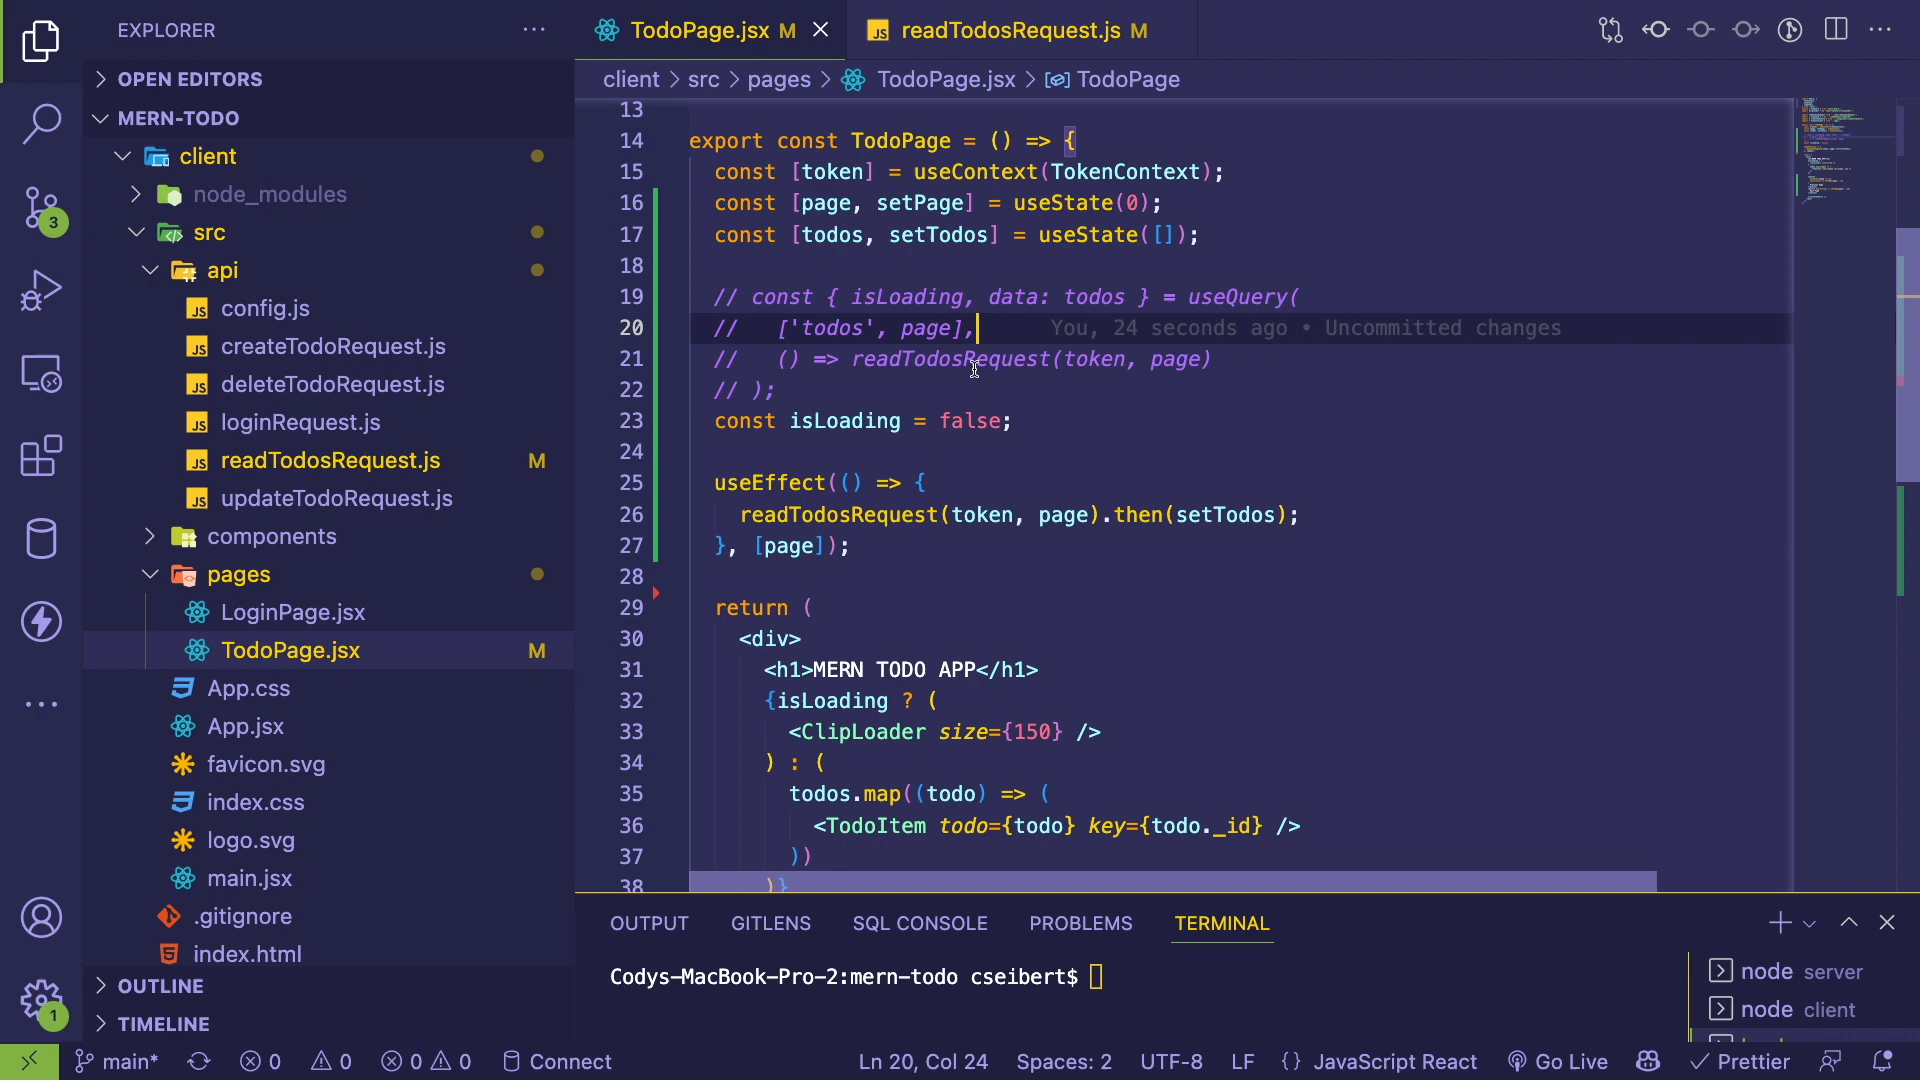 EXPLORER
TodoPage.jsx M
JS readTodosRequest.js M
OPEN EDITORS
client > src > pages > TodoPage.jsx > TodoPage
MERN-TODO
client
node_modules
src
api
JS config.js
JS createTodoRequest.js
JS deleteTodoRequest.js
JS loginRequest.js
JS readTodosRequest.js M
JS updateTodoRequest.js
components
pages
LoginPage.jsx
TodoPage.jsx M
App.css
App.jsx
favicon.svg
index.css
logo.svg
main.jsx
.gitignore
index.html
OUTLINE
TIMELINE
3
1
13
14 export const TodoPage = () => {
15 const [token] = useContext(TokenContext);
16 const [page, setPage] = useState(0);
17 const [todos, setTodos] = useState([]);
18
19 // const { isLoading, data: todos } = useQuery(
20 // ['todos', page], You, 24 seconds ago • Uncommitted changes
21 // () => readTodosRequest(token, page)
22 // );
23 const isLoading = false;
24
25 useEffect(() => {
26 readTodosRequest(token, page).then(setTodos);
27 }, [page]);
28
29 return (
30 <div>
31 <h1>MERN TODO APP</h1>
32 {isLoading ? (
33 <ClipLoader size={150} />
34 ) : (
35 todos.map((todo) => (
36 <TodoItem todo={todo} key={todo._id} />
37 ))
38 )}
OUTPUT GITLENS SQL CONSOLE PROBLEMS TERMINAL
Codys-MacBook-Pro-2:mern-todo cseibert$
node server
node client
main* 0 0 0 0 Connect Ln 20, Col 24 Spaces: 2 UTF-8 LF {} JavaScript React Go Live Prettier